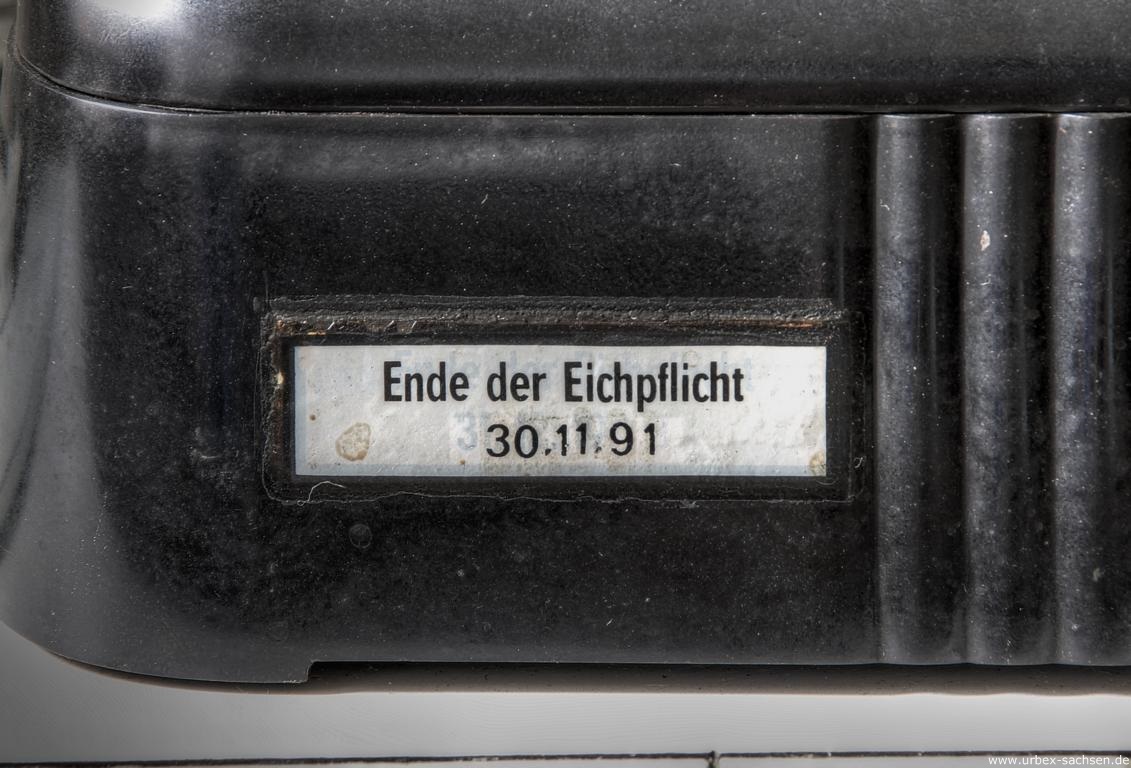 Ende der Eichpflicht
30.11.91
www.urbex-sachsen.de